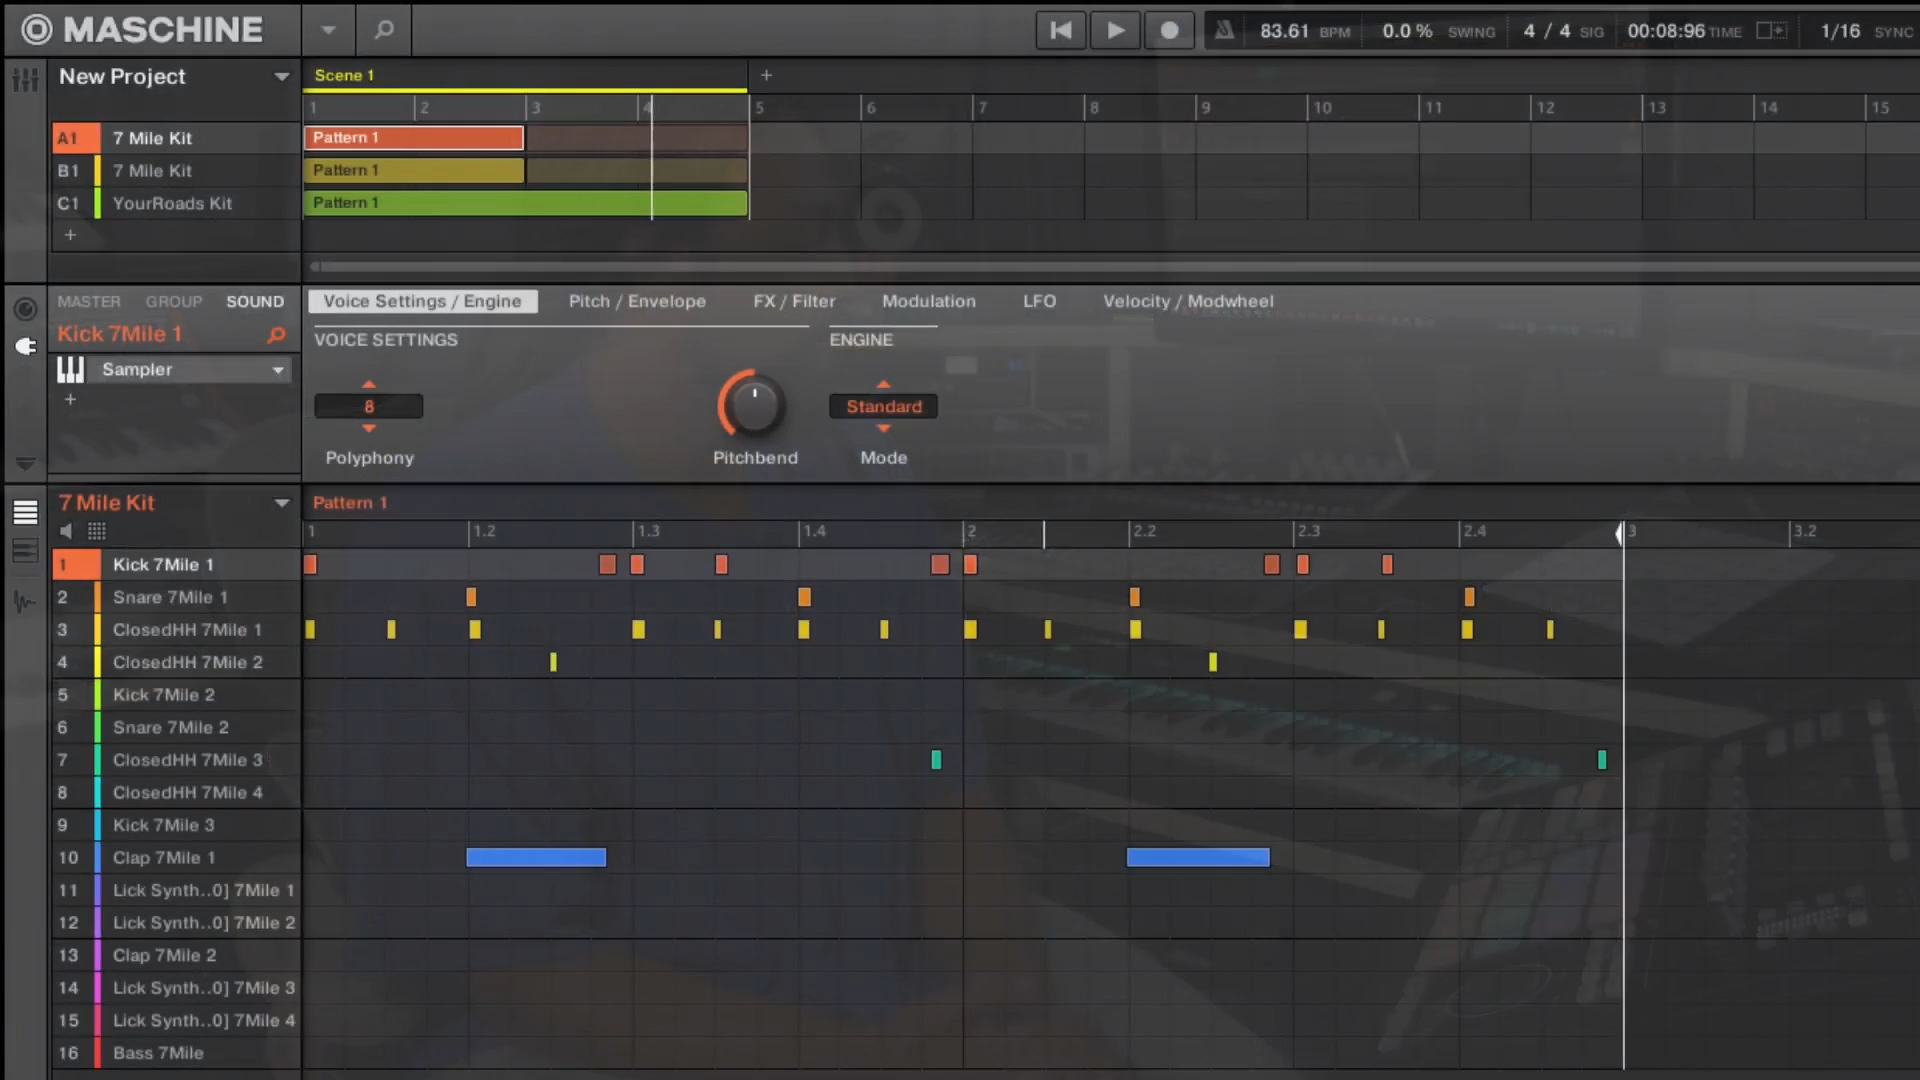 MASCHINE
83.61 BPM 0.0 % SWING 4 / 4 SIG 00:08:96 TIME 1/16 SYNC
New Project
Scene 1 +
1 2 3 4 5 6 7 8 9 10 11 12 13 14 15
A1 7 Mile Kit Pattern 1
B1 7 Mile Kit Pattern 1
C1 YourRoads Kit Pattern 1
+
MASTER GROUP SOUND Voice Settings / Engine Pitch / Envelope FX / Filter Modulation LFO Velocity / Modwheel
Kick 7Mile 1 VOICE SETTINGS ENGINE
Sampler
+ 8 Standard
Polyphony Pitchbend Mode
7 Mile Kit Pattern 1
1 1.2 1.3 1.4 2 2.2 2.3 2.4 3 3.2
1 Kick 7Mile 1
2 Snare 7Mile 1
3 ClosedHH 7Mile 1
4 ClosedHH 7Mile 2
5 Kick 7Mile 2
6 Snare 7Mile 2
7 ClosedHH 7Mile 3
8 ClosedHH 7Mile 4
9 Kick 7Mile 3
10 Clap 7Mile 1
11 Lick Synth..0] 7Mile 1
12 Lick Synth..0] 7Mile 2
13 Clap 7Mile 2
14 Lick Synth..0] 7Mile 3
15 Lick Synth..0] 7Mile 4
16 Bass 7Mile